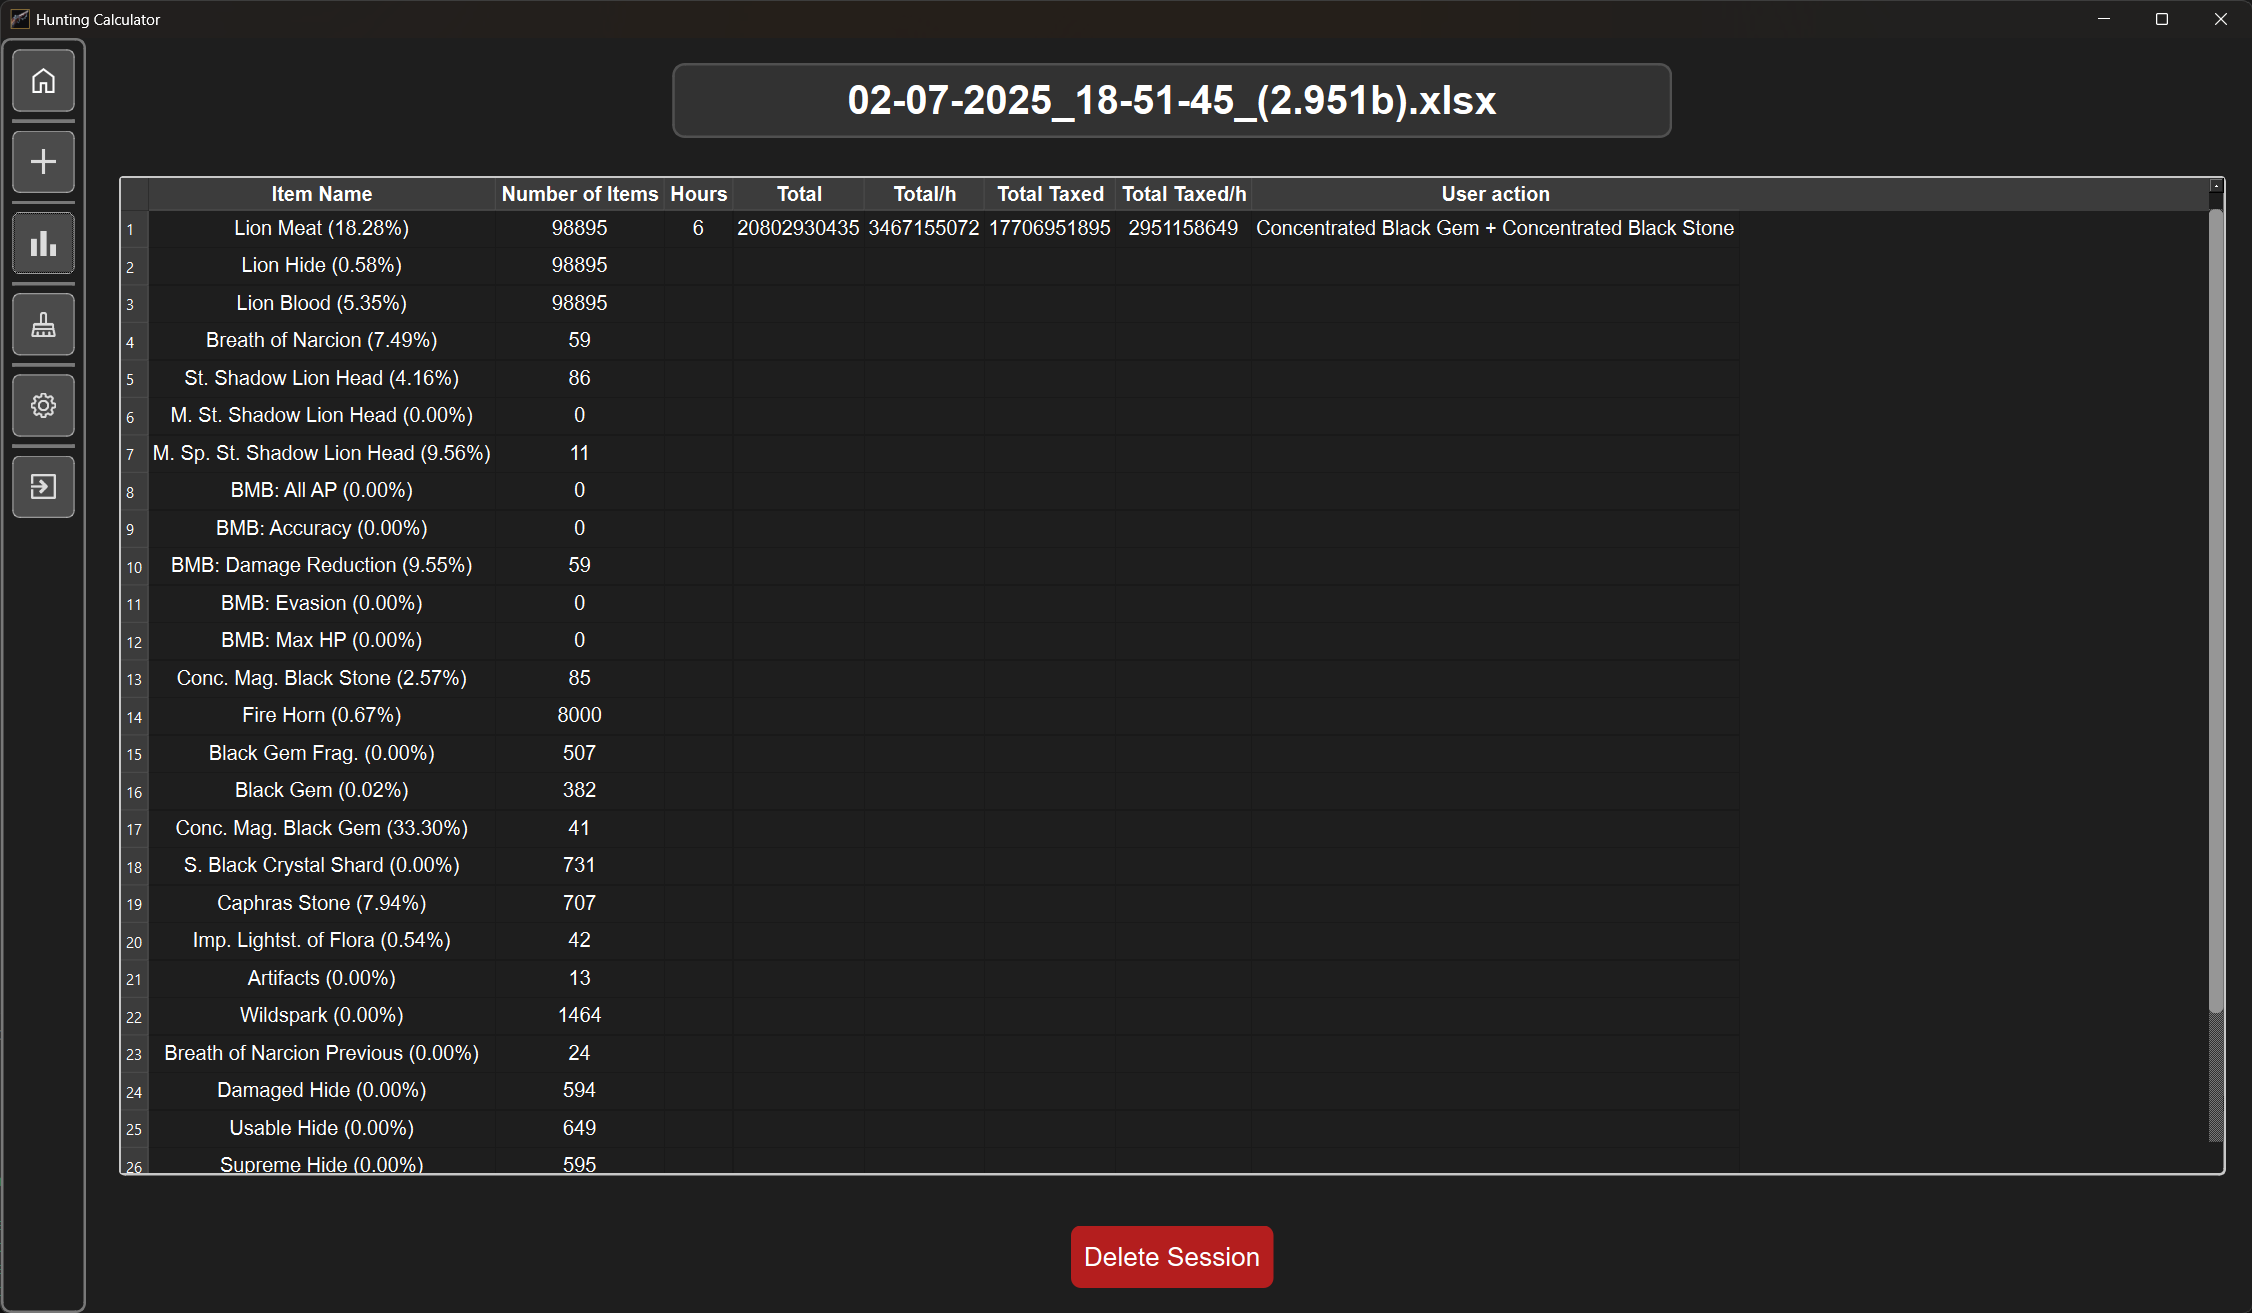 Hunting Calculator
02-07-2025_18-51-45_(2.951b).xlsx
Item Name Number of Items Hours Total Total/h Total Taxed Total Taxed/h User action
1 Lion Meat (18.28%) 98895 6 20802930435 3467155072 17706951895 2951158649 Concentrated Black Gem + Concentrated Black Stone
2 Lion Hide (0.58%) 98895
3 Lion Blood (5.35%) 98895
4 Breath of Narcion (7.49%) 59
5 St. Shadow Lion Head (4.16%) 86
6 M. St. Shadow Lion Head (0.00%) 0
7 M. Sp. St. Shadow Lion Head (9.56%) 11
8 BMB: All AP (0.00%) 0
9 BMB: Accuracy (0.00%) 0
10 BMB: Damage Reduction (9.55%) 59
11 BMB: Evasion (0.00%) 0
12 BMB: Max HP (0.00%) 0
13 Conc. Mag. Black Stone (2.57%) 85
14 Fire Horn (0.67%) 8000
15 Black Gem Frag. (0.00%) 507
16 Black Gem (0.02%) 382
17 Conc. Mag. Black Gem (33.30%) 41
18 S. Black Crystal Shard (0.00%) 731
19 Caphras Stone (7.94%) 707
20 Imp. Lightst. of Flora (0.54%) 42
21 Artifacts (0.00%) 13
22 Wildspark (0.00%) 1464
23 Breath of Narcion Previous (0.00%) 24
24 Damaged Hide (0.00%) 594
25 Usable Hide (0.00%) 649
26 Supreme Hide (0.00%) 595
Delete Session